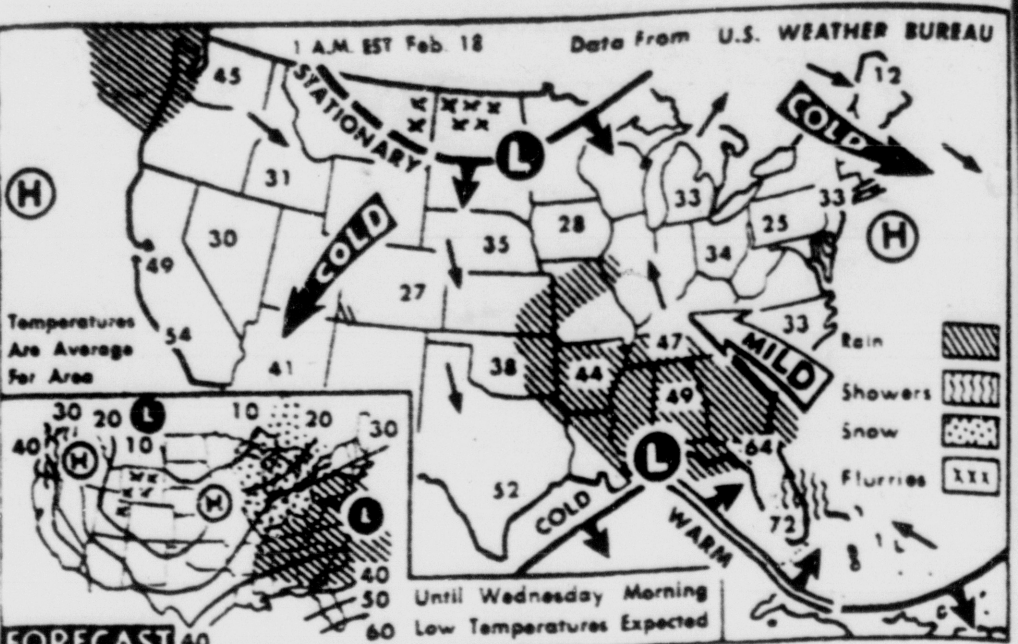 1 A.M. EST Feb. 18
Data from U.S. WEATHER BUREAU
STATIONARY
45
L
12
COLD
H
31
30
COLD
49
54
41
27
35
28
33
34
25
33
H
33
MILD
47
44
38
49
64
L
52
COLD
WARM
72
Temperatures
Are Average
For Area
Rain
Showers
Snow
Flurries
30
20
L
10
20
30
40
H
10
H
L
40
50
60
FORECAST
40
Until Wednesday Morning
Low Temperatures Expected